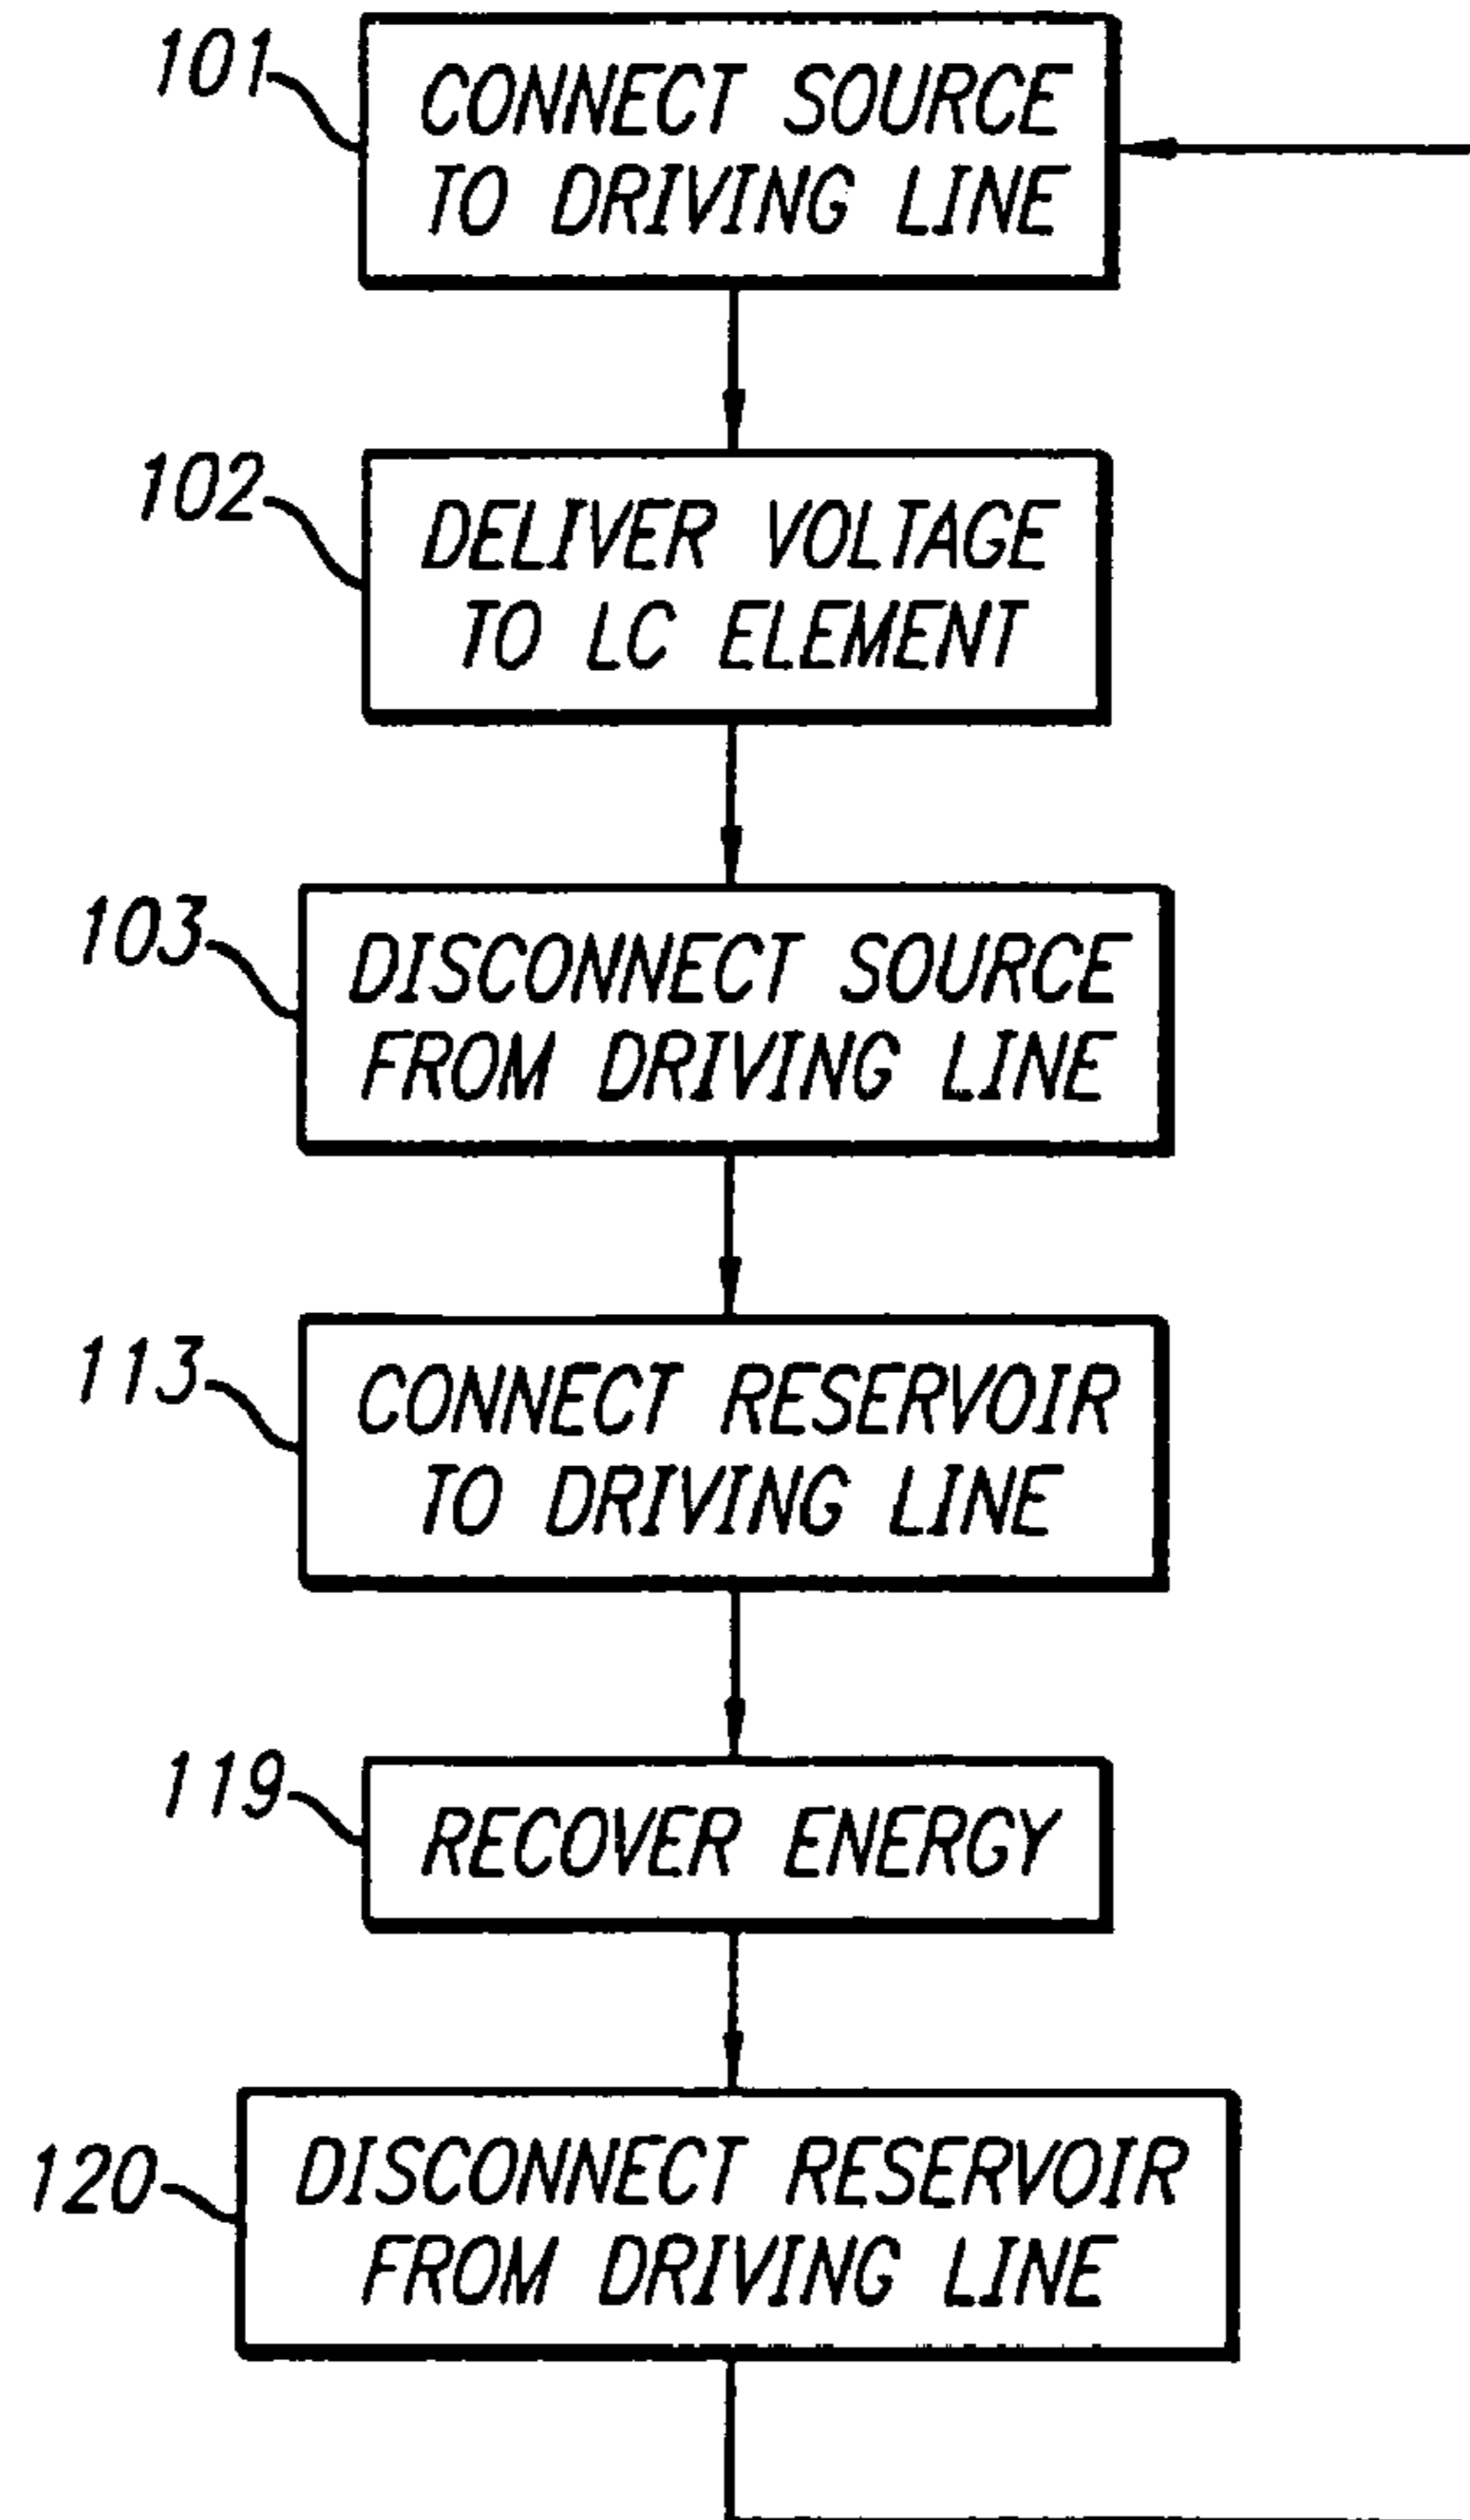 101
CONNECT SOURCE
TO DRIVING LINE
102
DELIVER VOLTAGE
TO LC ELEMENT
103
DISCONNECT SOURCE
FROM DRIVING LINE
113
CONNECT RESERVOIR
TO DRIVING LINE
119
RECOVER ENERGY
120
DISCONNECT RESERVOIR
FROM DRIVING LINE